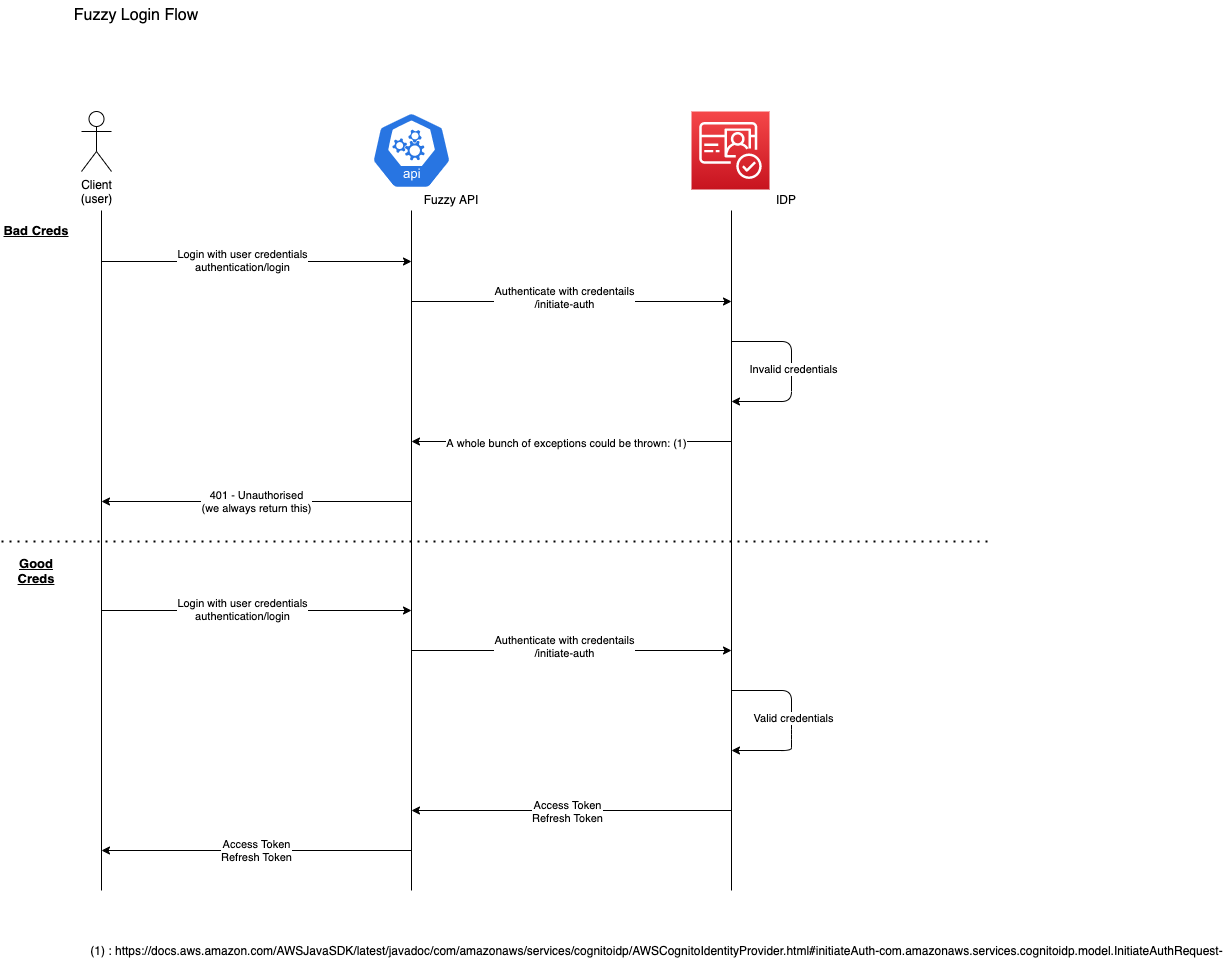 Fuzzy Login Flow
api
Client
(user)
Fuzzy API
IDP
Bad Creds
Login with user credentials
authentication/login
Authenticate with credentails
/initiate-auth
Invalid credentials
A whole bunch of exceptions could be thrown: (1)
401 - Unauthorised
(we always return this)
Good
Creds
Login with user credentials
authentication/login
Authenticate with credentails
/initiate-auth
Valid credentials
Access Token
Refresh Token
Access Token
Refresh Token
(1) : https://docs.aws.amazon.com/AWSJavaSDK/latest/javadoc/com/amazonaws/services/cognitoidp/AWSCognitoIdentityProvider.html#initiateAuth-com.amazonaws.services.cognitoidp.model.InitiateAuthRequest-